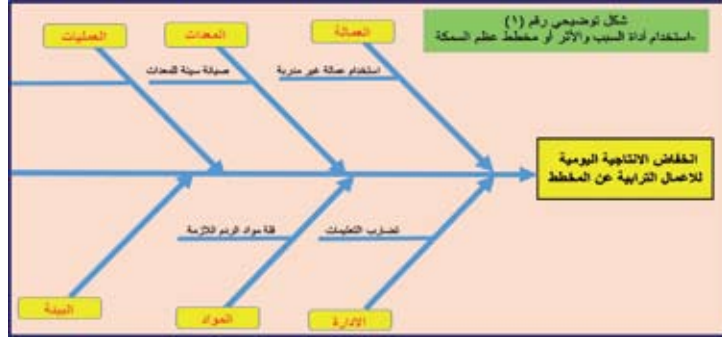 شكل توضيحي رقم (١)
-استخدام أداة السبب والأثر أو مخطط عظم السمكة
العمالة
المعدات
العمليات
استخدام عمالة غير مدربة
صيانة سيئة للمعدات
انخفاض الانتاجية اليومية
للاعمال الترابية عن المخطط
تضارب التعليمات
قلة مواد الردم اللازمة
الادارة
المواد
البيئة